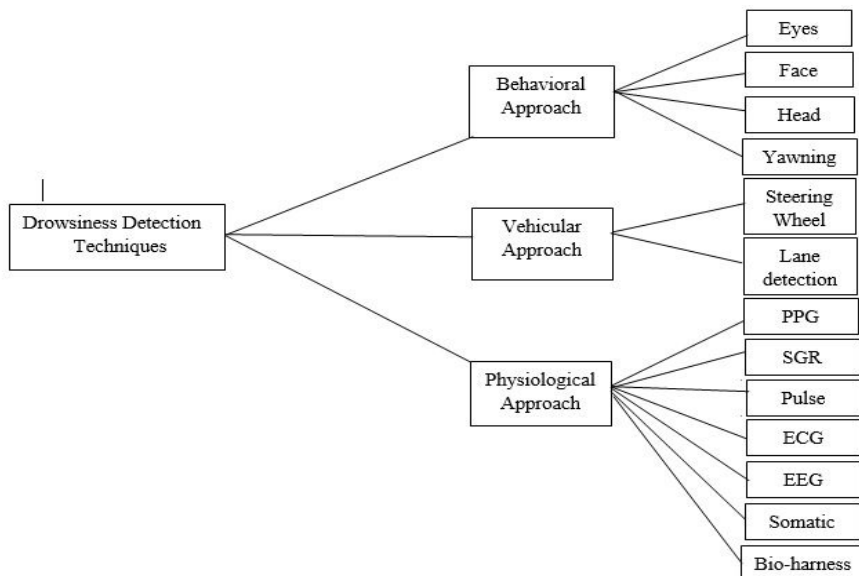 Drowsiness Detection
Techniques
Behavioral
Approach
Eyes
Face
Head
Yawning
Vehicular
Approach
Steering
Wheel
Lane
detection
Physiological
Approach
PPG
SGR
Pulse
ECG
EEG
Somatic
Bio-harness